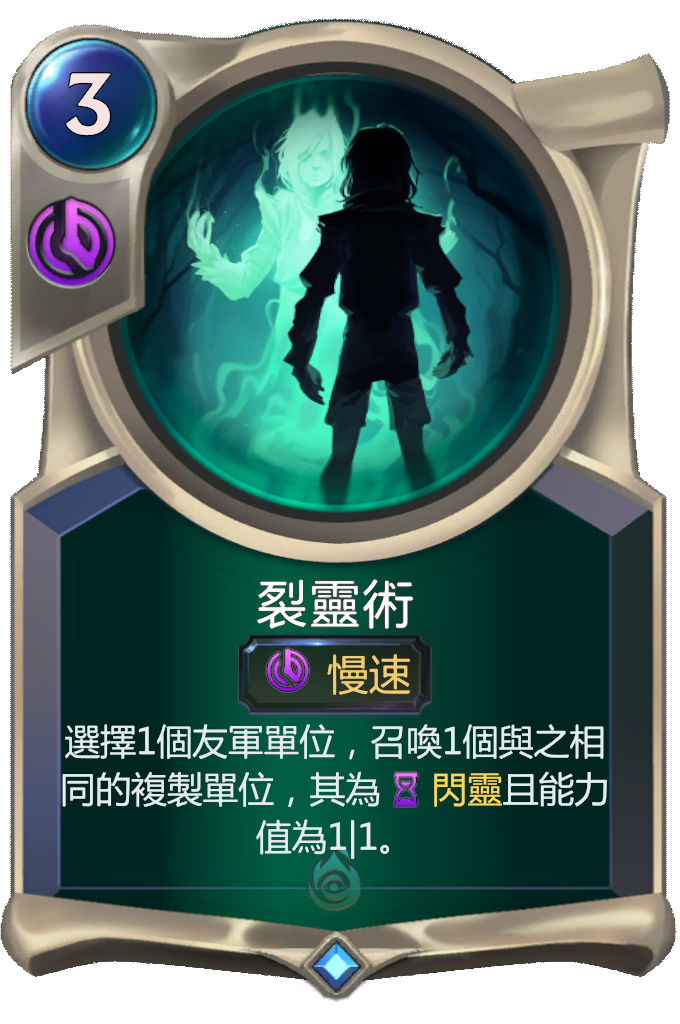 3
裂靈術
慢速
選擇1個友軍單位，召喚1個與之相
同的複製單位，其為 閃靈且能力
值為1|1。